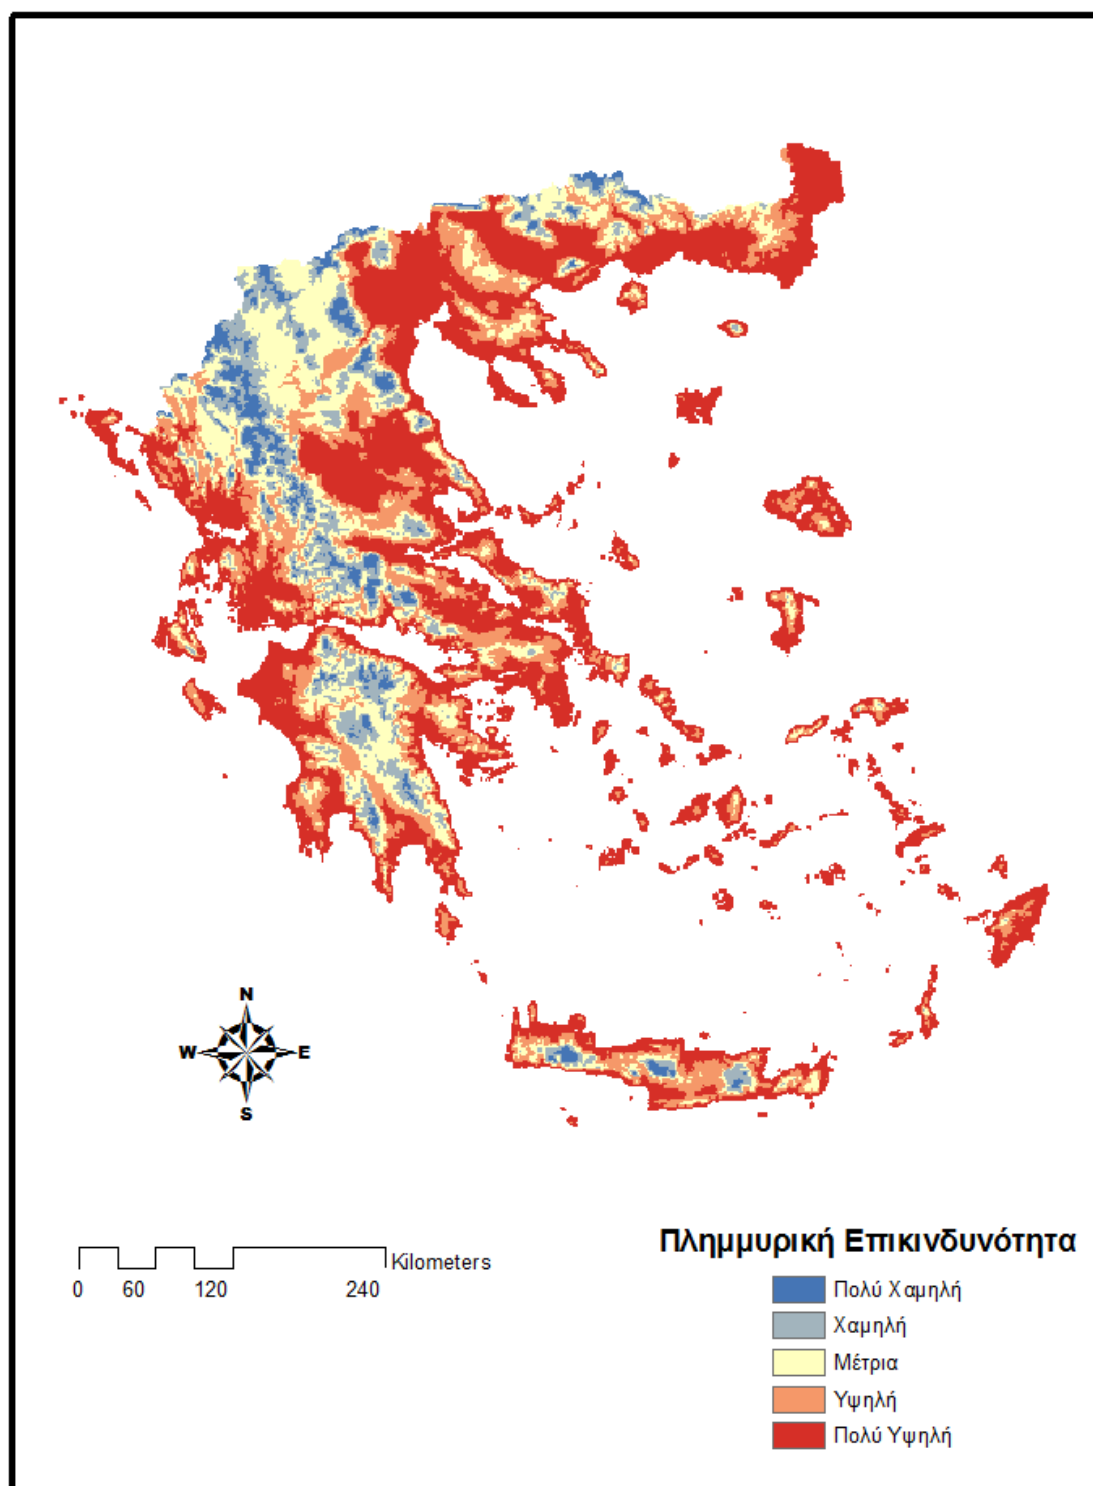 N
W E
S
Kilometers
0 60 120 240
Πλημμυρική Επικινδυνότητα
Πολύ Χαμηλή
Χαμηλή
Μέτρια
Υψηλή
Πολύ Υψηλή